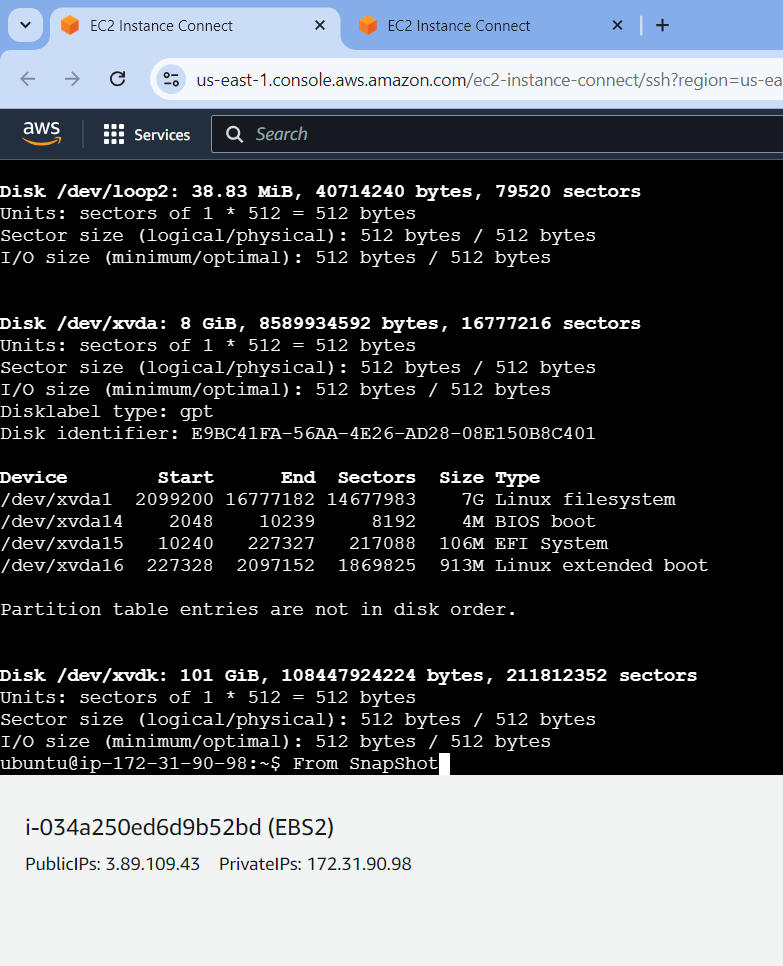 EC2 Instance Connect
EC2 Instance Connect
us-east-1.console.aws.amazon.com/ec2-instance-connect/ssh?region=us-ea
aws
Services
Search
Disk /dev/loop2: 38.83 MiB, 40714240 bytes, 79520 sectors
Units: sectors of 1 * 512 = 512 bytes
Sector size (logical/physical): 512 bytes / 512 bytes
I/O size (minimum/optimal): 512 bytes / 512 bytes
Disk /dev/xvda: 8 GiB, 8589934592 bytes, 16777216 sectors
Units: sectors of 1 * 512 = 512 bytes
Sector size (logical/physical): 512 bytes / 512 bytes
I/O size (minimum/optimal): 512 bytes / 512 bytes
Disklabel type: gpt
Disk identifier: E9BC41FA-56AA-4E26-AD28-08E150B8C401
Device Start End Sectors Size Type
/dev/xvda1 2099200 16777182 14677983 7G Linux filesystem
/dev/xvda14 2048 10239 8192 4M BIOS boot
/dev/xvda15 10240 227327 217088 106M EFI System
/dev/xvda16 227328 2097152 1869825 913M Linux extended boot
Partition table entries are not in disk order.
Disk /dev/xvdk: 101 GiB, 108447924224 bytes, 211812352 sectors
Units: sectors of 1 * 512 = 512 bytes
Sector size (logical/physical): 512 bytes / 512 bytes
I/O size (minimum/optimal): 512 bytes / 512 bytes
ubuntu@ip-172-31-90-98:~$ From SnapShot
i-034a250ed6d9b52bd (EBS2)
PublicIPs: 3.89.109.43 PrivateIPs: 172.31.90.98